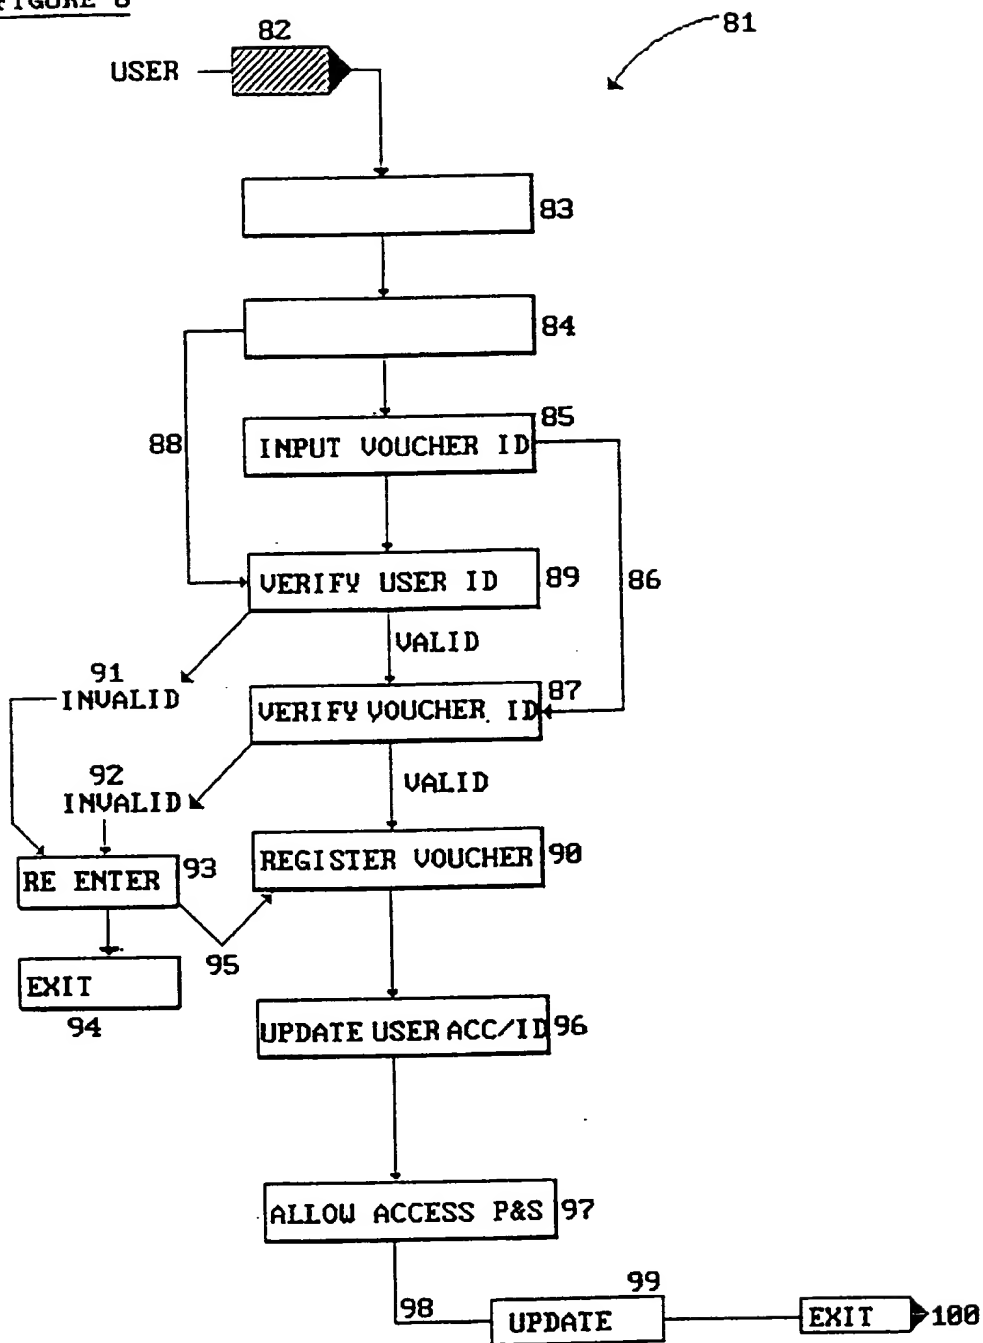 FIGURE 8
81
82
USER
83
84
85
88
INPUT VOUCHER ID
VERIFY USER ID
89
86
VALID
91
INVALID
87
VERIFY VOUCHER ID
92
INVALID
VALID
RE ENTER
93
REGISTER VOUCHER
90
95
EXIT
94
UPDATE USER ACC/ID
96
ALLOW ACCESS P&S
97
98
99
UPDATE
EXIT
100